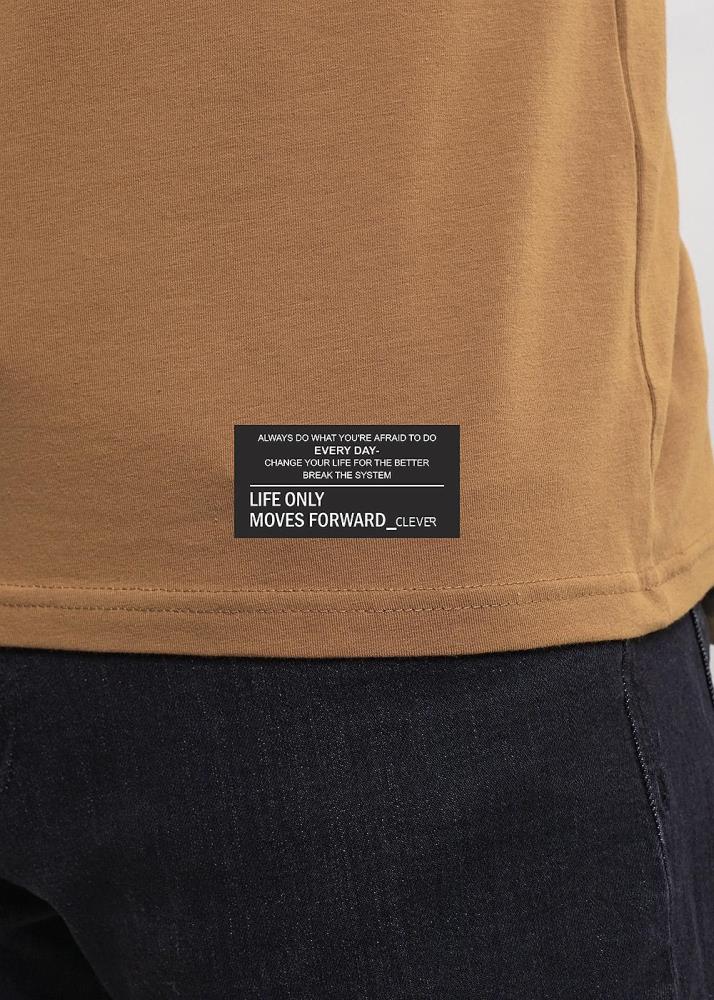 ALWAYS DO WHAT YOU'RE AFRAID TO DO
EVERY DAY-
CHANGE YOUR LIFE FOR THE BETTER
BREAK THE SYSTEM
LIFE ONLY
MOVES FORWARD_CLEVER